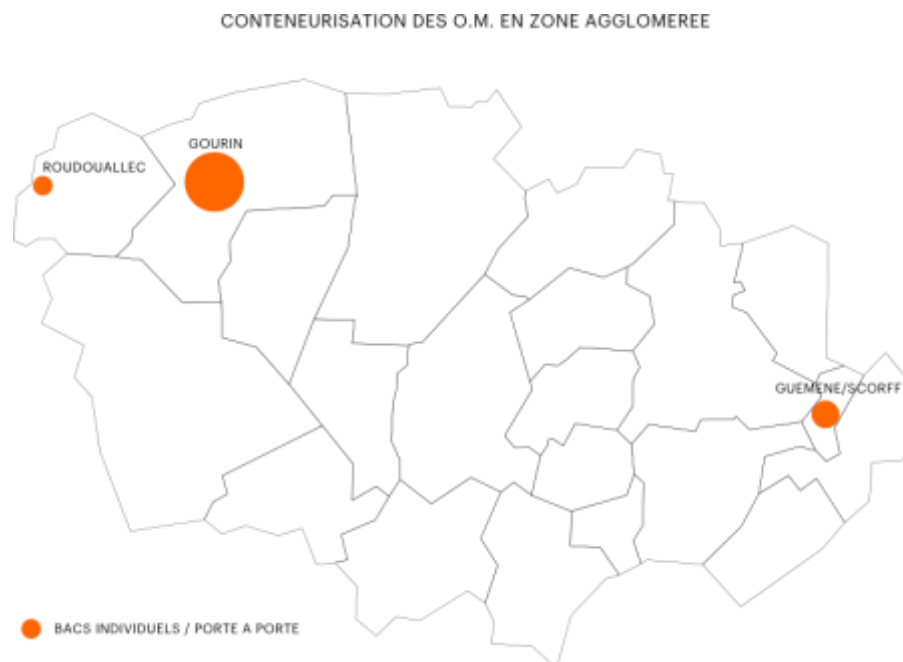 CONTENEURISATION DES O.M. EN ZONE AGGLOMEREE
GOURIN
ROUDOUALLEC
GUEMENE/SCORFF
BACS INDIVIDUELS / PORTE A PORTE